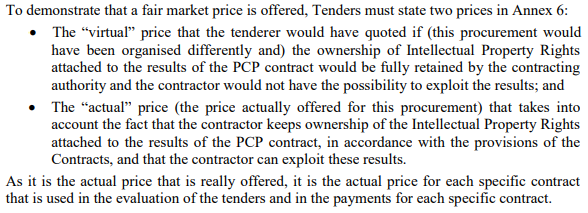 To demonstrate that a fair market price is offered, Tenders must state two prices in Annex 6:
• The “virtual” price that the tenderer would have quoted if (this procurement would
have been organised differently and) the ownership of Intellectual Property Rights
attached to the results of the PCP contract would be fully retained by the contracting
authority and the contractor would not have the possibility to exploit the results; and
• The “actual” price (the price actually offered for this procurement) that takes into
account the fact that the contractor keeps ownership of the Intellectual Property Rights
attached to the results of the PCP contract, in accordance with the provisions of the
Contracts, and that the contractor can exploit these results.
As it is the actual price that is really offered, it is the actual price for each specific contract
that is used in the evaluation of the tenders and in the payments for each specific contract.